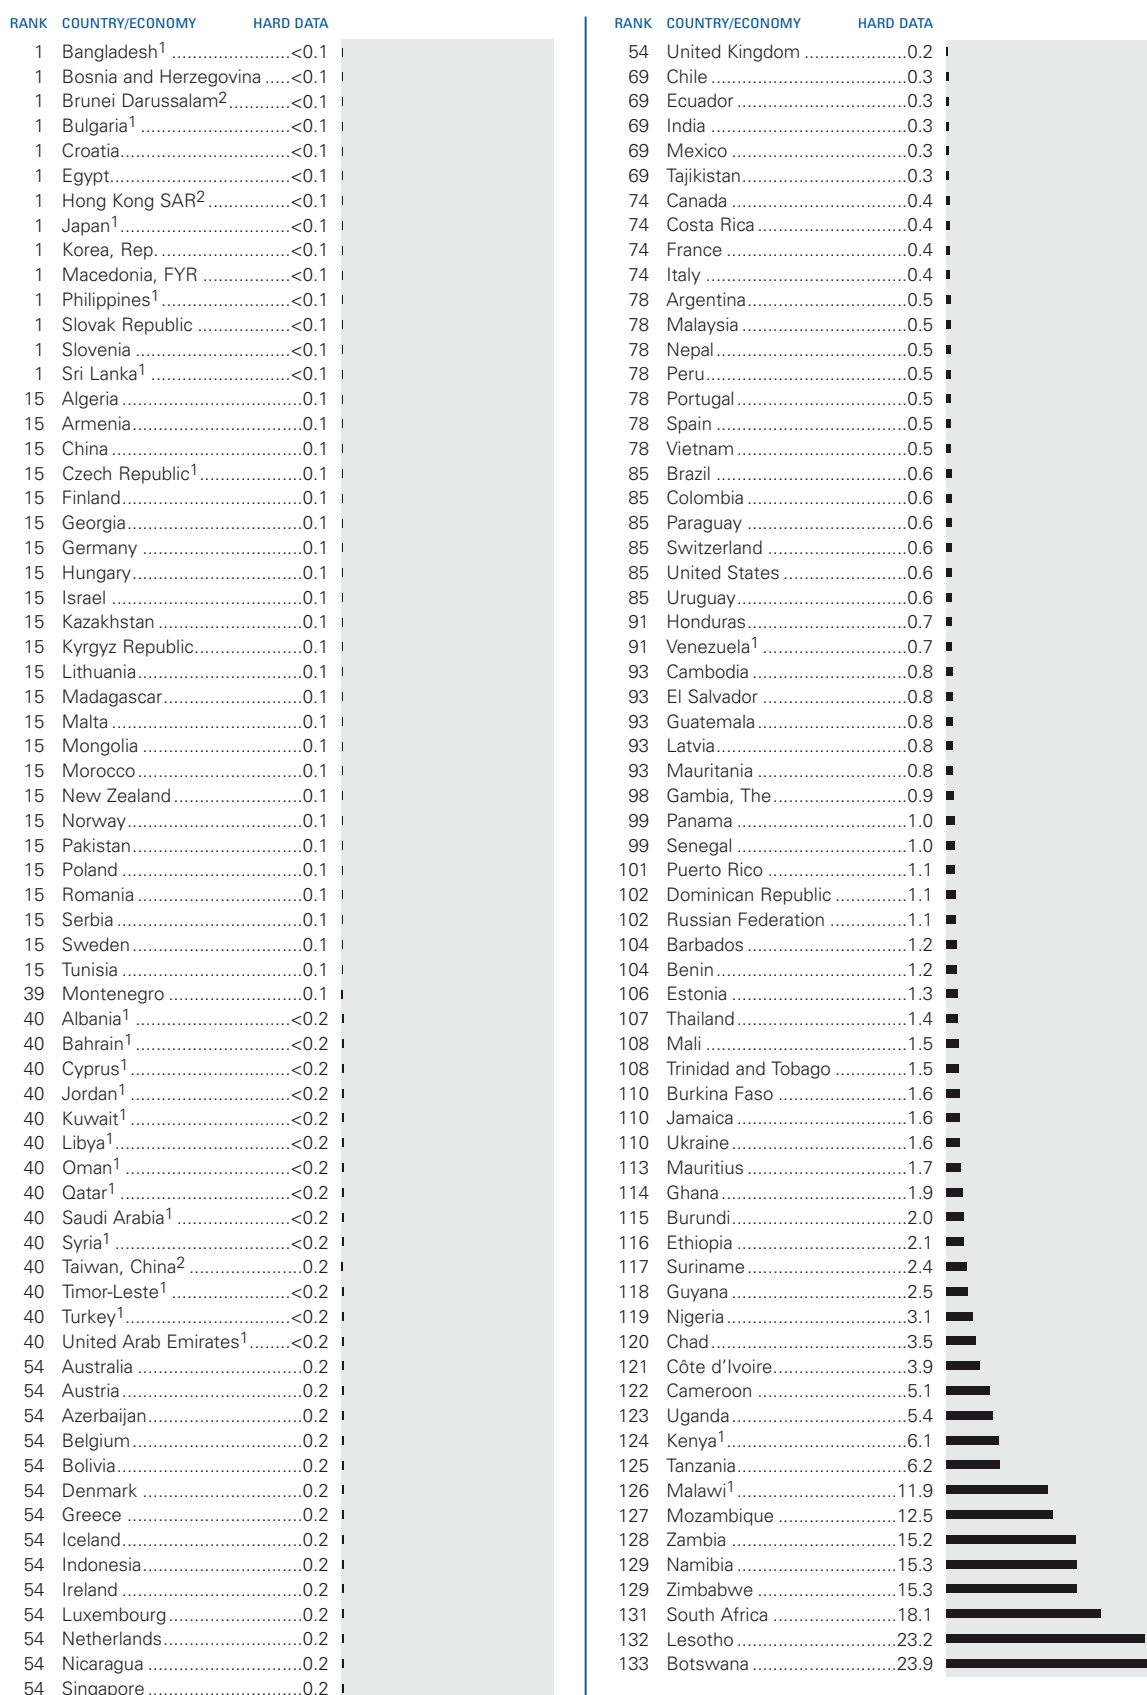 RANK COUNTRY/ECONOMY HARD DATA
1 Bangladesh1 .......................<0.1
1 Bosnia and Herzegovina .....<0.1
1 Brunei Darussalam2............<0.1
1 Bulgaria1 .............................<0.1
1 Croatia.................................<0.1
1 Egypt...................................<0.1
1 Hong Kong SAR2................<0.1
1 Japan1.................................<0.1
1 Korea, Rep. .........................<0.1
1 Macedonia, FYR .................<0.1
1 Philippines1.........................<0.1
1 Slovak Republic ..................<0.1
1 Slovenia ..............................<0.1
1 Sri Lanka1 ...........................<0.1
15 Algeria...................................0.1
15 Armenia.................................0.1
15 China.....................................0.1
15 Czech Republic1....................0.1
15 Finland...................................0.1
15 Georgia..................................0.1
15 Germany ...............................0.1
15 Hungary.................................0.1
15 Israel .....................................0.1
15 Kazakhstan ............................0.1
15 Kyrgyz Republic.....................0.1
15 Lithuania................................0.1
15 Madagascar...........................0.1
15 Malta.....................................0.1
15 Mongolia ...............................0.1
15 Morocco................................0.1
15 New Zealand.........................0.1
15 Norway..................................0.1
15 Pakistan.................................0.1
15 Poland ...................................0.1
15 Romania................................0.1
15 Serbia....................................0.1
15 Sweden.................................0.1
15 Tunisia ...................................0.1
39 Montenegro ..........................0.1
40 Albania1 ..............................<0.2
40 Bahrain1 ..............................<0.2
40 Cyprus1...............................<0.2
40 Jordan1 ...............................<0.2
40 Kuwait1 ...............................<0.2
40 Libya1..................................<0.2
40 Oman1 ................................<0.2
40 Qatar1 .................................<0.2
40 Saudi Arabia1 ......................<0.2
40 Syria1 ..................................<0.2
40 Taiwan, China2 ......................0.2
40 Timor-Leste1 .......................<0.2
40 Turkey1................................<0.2
40 United Arab Emirates1........<0.2
54 Australia ................................0.2
54 Austria...................................0.2
54 Azerbaijan..............................0.2
54 Belgium.................................0.2
54 Bolivia....................................0.2
54 Denmark ...............................0.2
54 Greece ..................................0.2
54 Iceland...................................0.2
54 Indonesia...............................0.2
54 Ireland ...................................0.2
54 Luxembourg..........................0.2
54 Netherlands...........................0.2
54 Nicaragua ..............................0.2
54 Singapore..............................0.2
RANK COUNTRY/ECONOMY HARD DATA
54 United Kingdom ....................0.2
69 Chile......................................0.3
69 Ecuador.................................0.3
69 India ......................................0.3
69 Mexico ..................................0.3
69 Tajikistan................................0.3
74 Canada ..................................0.4
74 Costa Rica.............................0.4
74 France ...................................0.4
74 Italy .......................................0.4
78 Argentina...............................0.5
78 Malaysia................................0.5
78 Nepal.....................................0.5
78 Peru.......................................0.5
78 Portugal.................................0.5
78 Spain .....................................0.5
78 Vietnam.................................0.5
85 Brazil .....................................0.6
85 Colombia...............................0.6
85 Paraguay ...............................0.6
85 Switzerland ...........................0.6
85 United States ........................0.6
85 Uruguay.................................0.6
91 Honduras...............................0.7
91 Venezuela1 ............................0.7
93 Cambodia ..............................0.8
93 El Salvador ............................0.8
93 Guatemala.............................0.8
93 Latvia.....................................0.8
93 Mauritania .............................0.8
98 Gambia, The..........................0.9
99 Panama .................................1.0
99 Senegal .................................1.0
101 Puerto Rico ...........................1.1
102 Dominican Republic ..............1.1
102 Russian Federation ...............1.1
104 Barbados ...............................1.2
104 Benin.....................................1.2
106 Estonia ..................................1.3
107 Thailand.................................1.4
108 Mali .......................................1.5
108 Trinidad and Tobago ..............1.5
110 Burkina Faso .........................1.6
110 Jamaica .................................1.6
110 Ukraine..................................1.6
113 Mauritius ...............................1.7
114 Ghana....................................1.9
115 Burundi..................................2.0
116 Ethiopia .................................2.1
117 Suriname...............................2.4
118 Guyana ..................................2.5
119 Nigeria...................................3.1
120 Chad......................................3.5
121 Côte d'Ivoire..........................3.9
122 Cameroon .............................5.1
123 Uganda..................................5.4
124 Kenya1...................................6.1
125 Tanzania.................................6.2
126 Malawi1...............................11.9
127 Mozambique .......................12.5
128 Zambia ................................15.2
129 Namibia...............................15.3
129 Zimbabwe ...........................15.3
131 South Africa ........................18.1
132 Lesotho...............................23.2
133 Botswana............................23.9